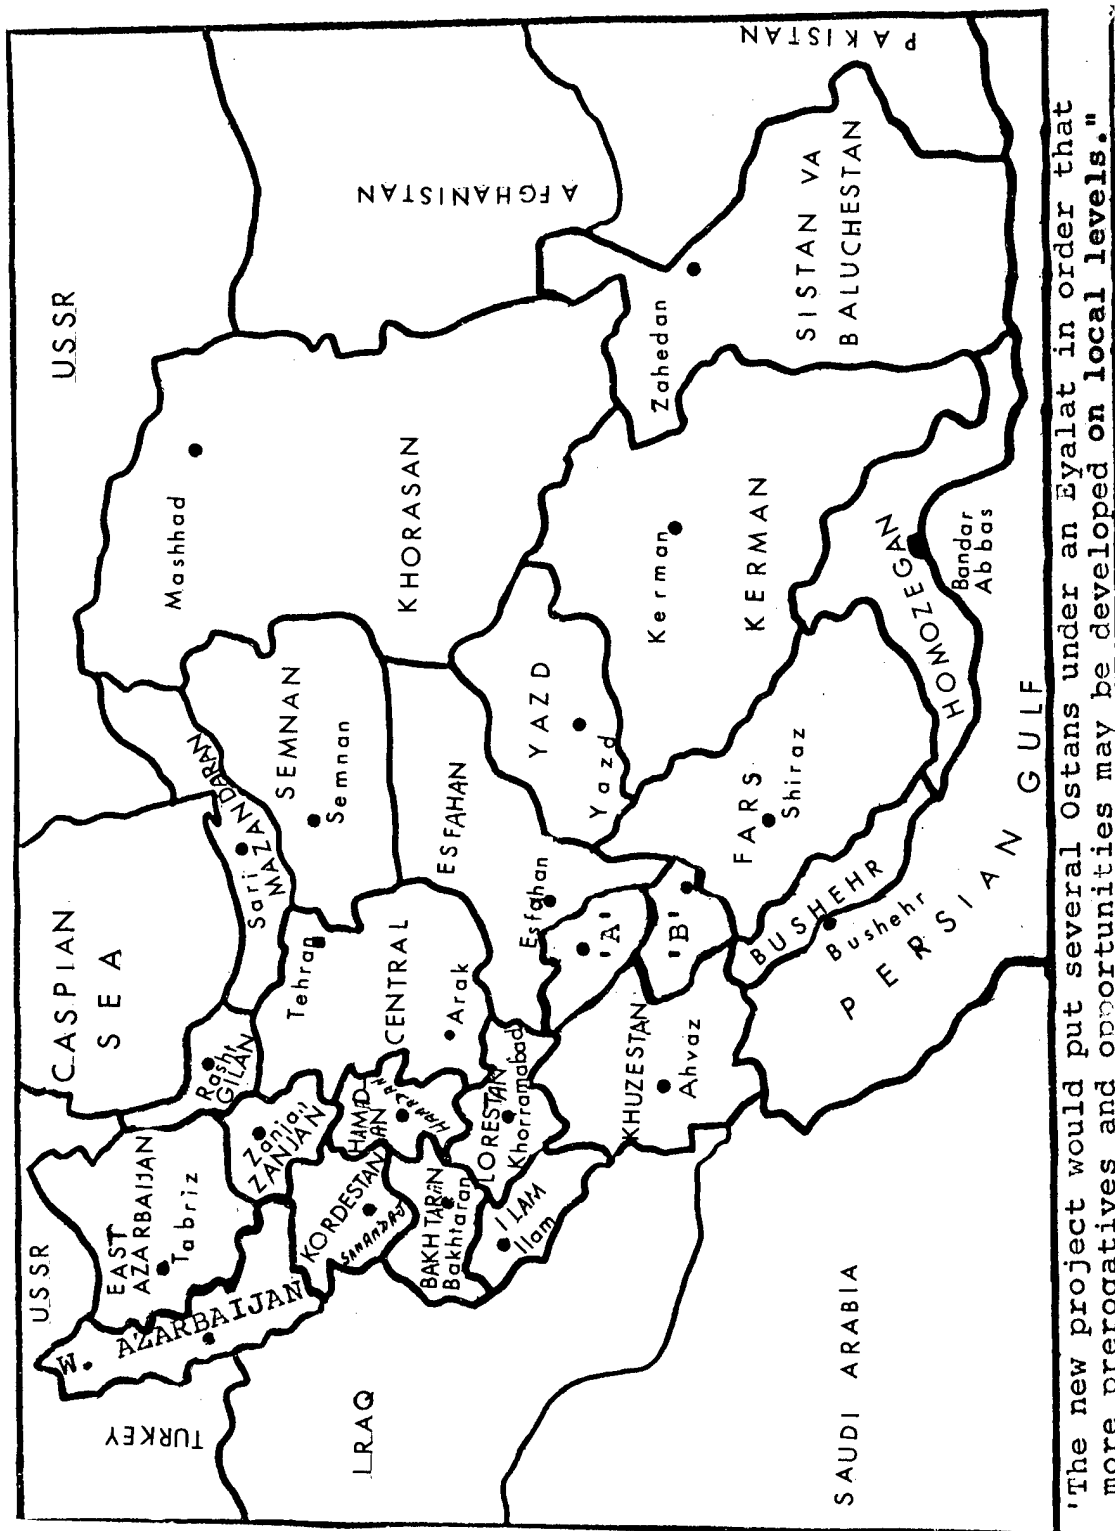 USSR
CASPIAN
SEA
USSR
TURKEY
W.
AZARBAIJAN
EAST
AZARBAIJAN
Tabriz
Rasht
GILAN
Zanjan
ZANJAN
Sari
MAZANDARAN
Mashhad
SEMNAN
Semnan
KHORASAN
AFGHANISTAN
Tehran
CENTRAL
Arak
HAMADAN
HAMADAN
KORDESTAN
SANANDAJ
BAKHTARAN
Bakhtaran
LORESTAN
Khorramabad
ILAM
Ilam
IRAQ
ESFAHAN
Esfahan
'A'
'B'
YAZD
Yazd
KHUZESTAN
Ahvaz
FARS
Shiraz
Kerman
KERMAN
Zahedan
SISTAN VA
BALUCHESTAN
PAKISTAN
BUSHEHR
Bushehr
HOMOZEGAN
Bandar
Abbas
PERSIAN GULF
SAUDI ARABIA
'The new project would put several Ostans under an Eyalat in order that
more prerogatives and opportunities may be developed on local levels."